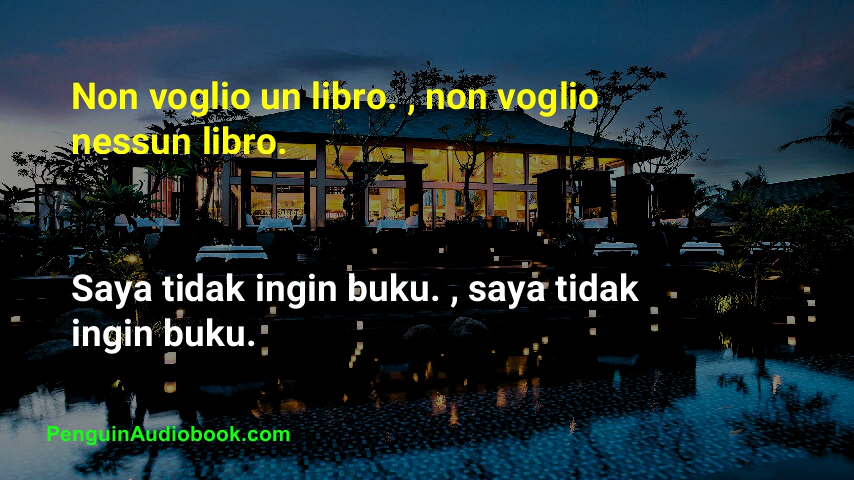 Non voglio un libro. , non voglio
nessun libro.
Saya tidak ingin buku. , saya tidak
ingin buku.
PenguinAudiobook.com